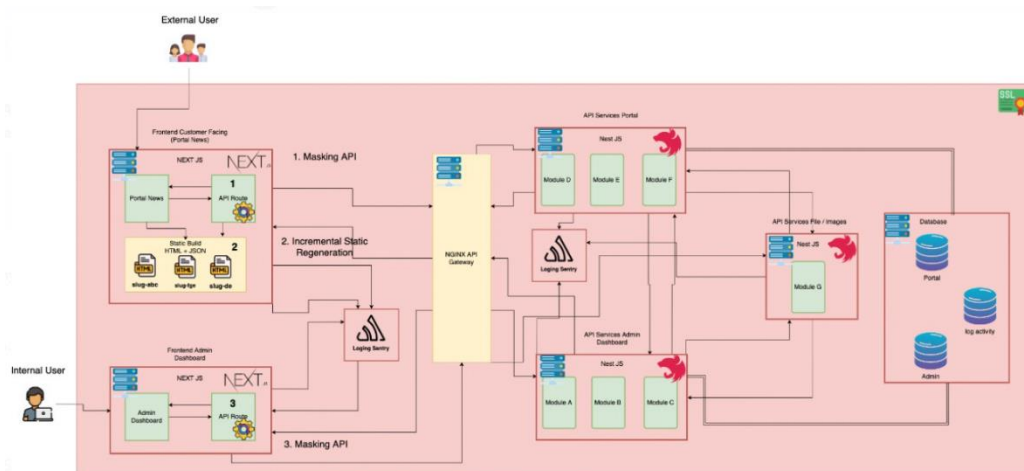 External User
SSL
Frontend Customer Facing
(Portal News)
NEXT JS
NEXT.JS
Portal News
1
API Route
Static Build
HTML + JSON
2
HTML
HTML
HTML
slug-abc
slug-fge
slug-de
1. Masking API
2. Incremental Static
Regeneration
Loging Sentry
NGINX API
Gateway
API Services Portal
Nest JS
Module D
Module E
Module F
Loging Sentry
API Services File / Images
Nest JS
Module G
Database
Portal
log activity
Admin
Internal User
Frontend Admin
Dashboard
NEXT JS
NEXT.JS
Admin
Dashboard
3
API Route
3. Masking API
API Services Admin
Dashboard
Nest JS
Module A
Module B
Module C